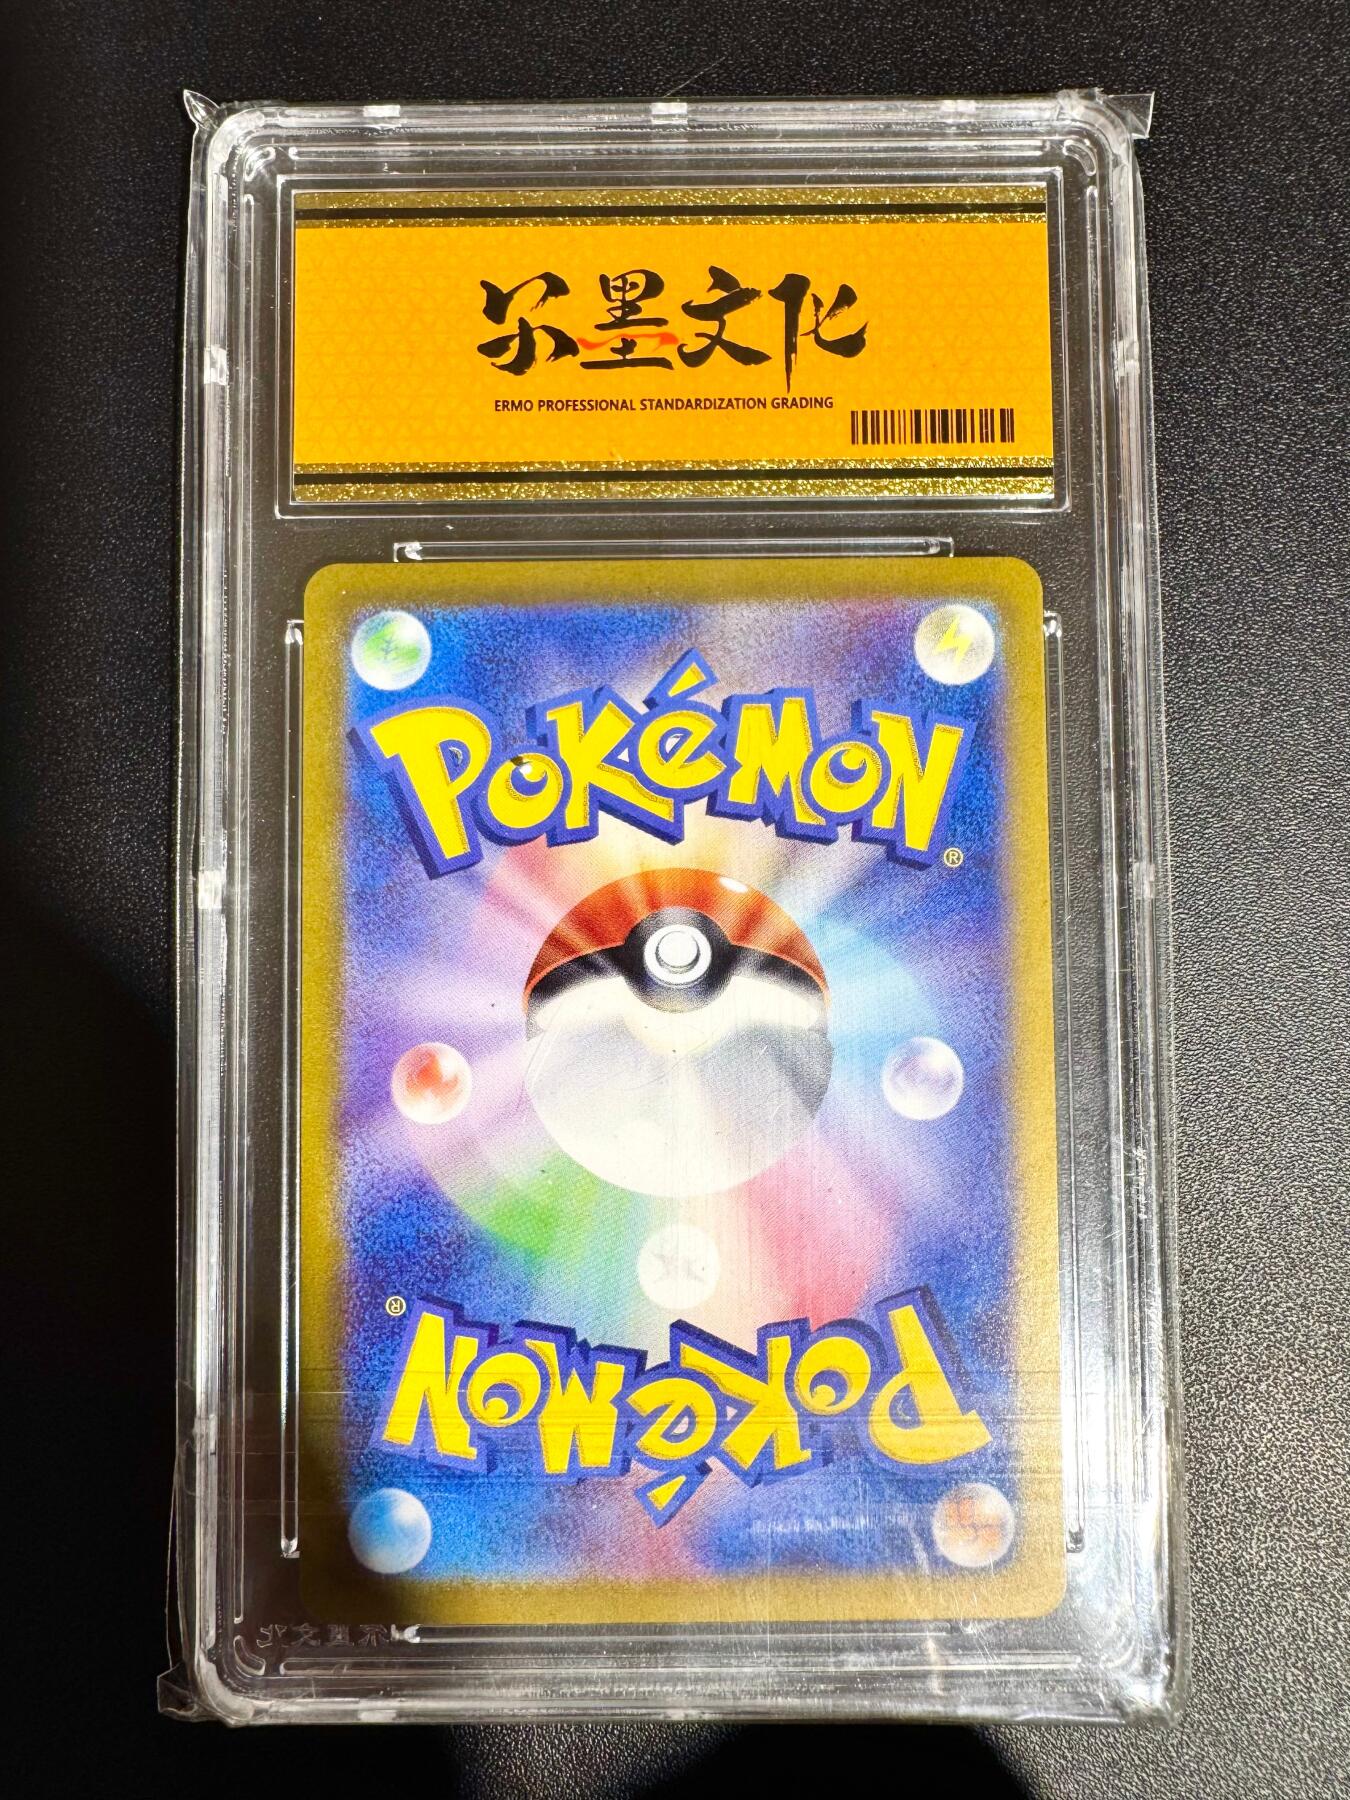 尔墨文化
ERMO PROFESSIONAL STANDARDIZATION GRADING
POKéMON®
POKéMON®